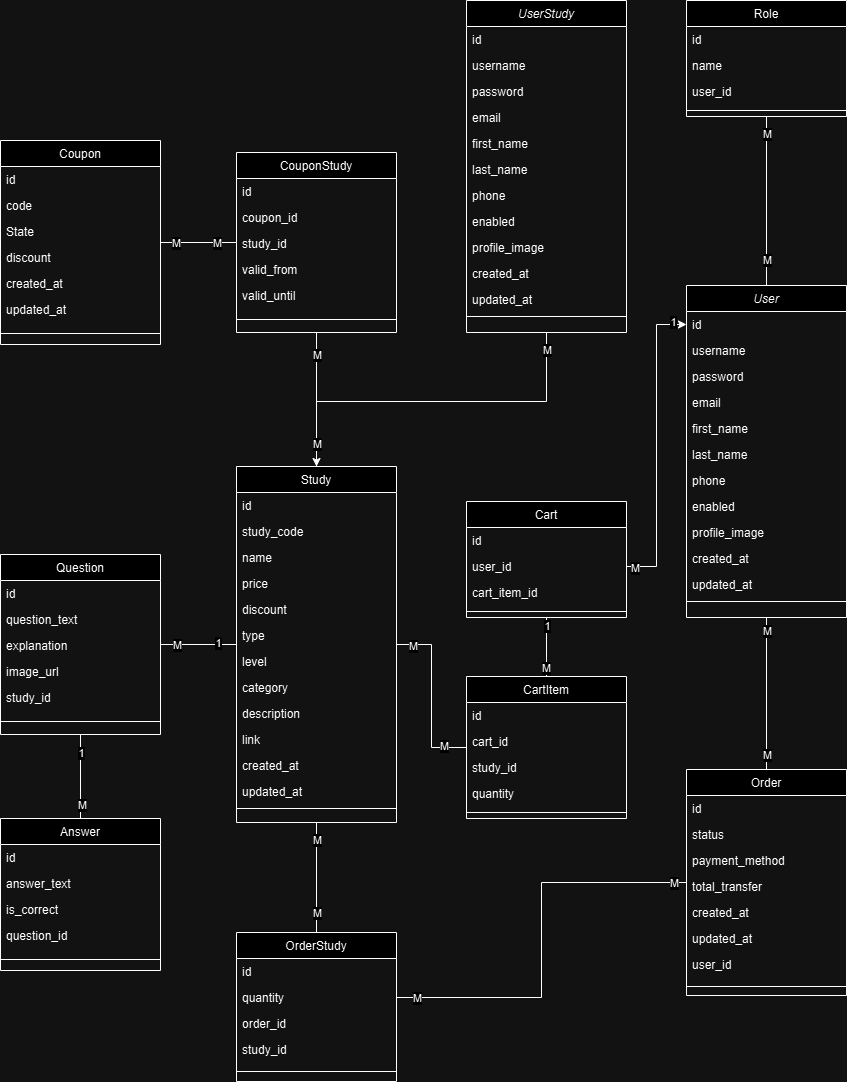 UserStudy
id
username
password
email
first_name
last_name
phone
enabled
profile_image
created_at
updated_at
Role
id
name
user_id
M
M
Coupon
id
code
State
discount
created_at
updated_at
M
M
CouponStudy
id
coupon_id
study_id
valid_from
valid_until
M
M
M
User
id
username
password
email
first_name
last_name
phone
enabled
profile_image
created_at
updated_at
1
M
Study
id
study_code
name
price
discount
type
level
category
description
link
created_at
updated_at
Cart
id
user_id
cart_item_id
1
M
Question
id
question_text
explanation
image_url
study_id
M
1
M
M
CartItem
id
cart_id
study_id
quantity
1
M
M
M
Answer
id
answer_text
is_correct
question_id
M
M
Order
id
status
payment_method
total_transfer
created_at
updated_at
user_id
OrderStudy
id
quantity
order_id
study_id
M
M